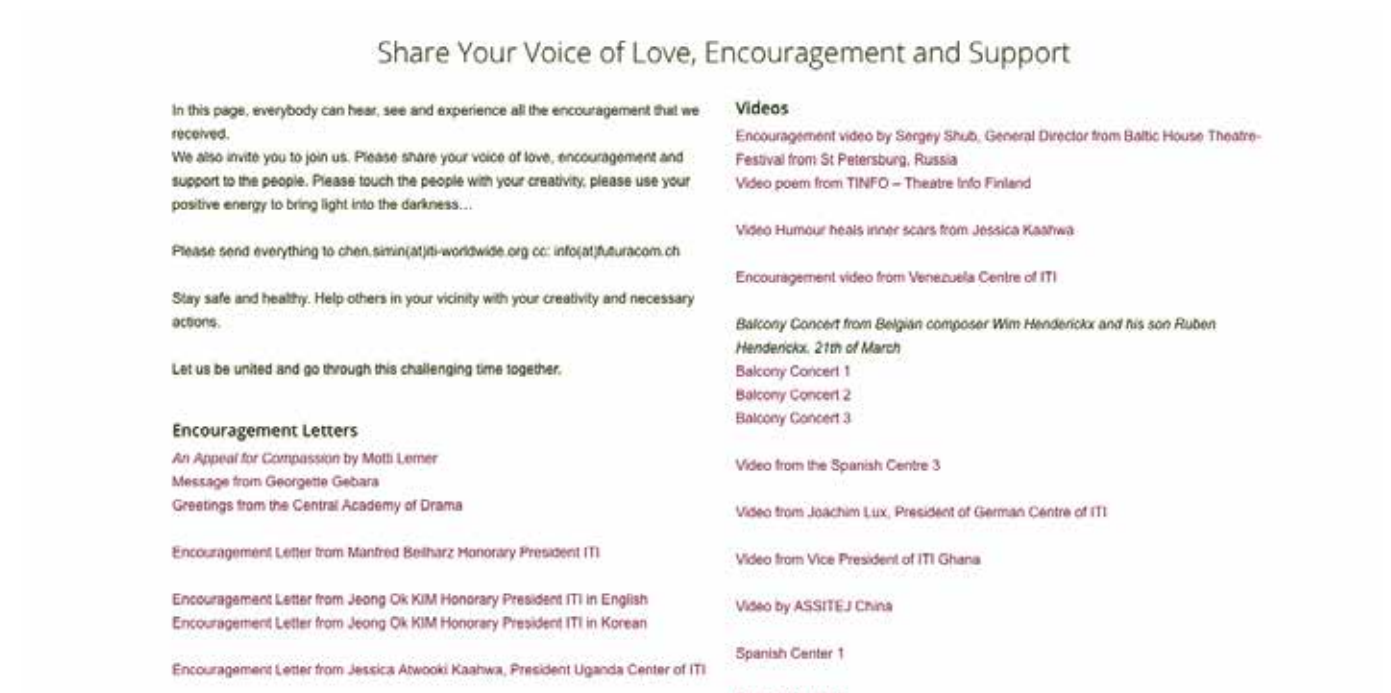 Share Your Voice of Love, Encouragement and Support
In this page, everybody can hear, see and experience all the encouragement that we
received.
We also invite you to join us. Please share your voice of love, encouragement and
support to the people. Please touch the people with your creativity, please use your
positive energy to bring light into the darkness...
Please send everything to chen.simin(at)iti-worldwide.org cc: info(at)futuracom.ch
Stay safe and healthy. Help others in your vicinity with your creativity and necessary
actions.
Let us be united and go through this challenging time together.
Encouragement Letters
An Appeal for Compassion by Motti Lerner
Message from Georgette Gebara
Greetings from the Central Academy of Drama
Encouragement Letter from Manfred Beilharz Honorary President ITI
Encouragement Letter from Jeong Ok KIM Honorary President ITI in English
Encouragement Letter from Jeong Ok KIM Honorary President ITI in Korean
Encouragement Letter from Jessica Atwooki Kaahwa, President Uganda Center of ITI
Videos
Encouragement video by Sergey Shub, General Director from Baltic House Theatre-
Festival from St Petersburg, Russia
Video poem from TINFO – Theatre Info Finland
Video Humour heals inner scars from Jessica Kaahwa
Encouragement video from Venezuela Centre of ITI
Balcony Concert from Belgian composer Wim Henderickx and his son Ruben
Henderickx. 21th of March
Balcony Concert 1
Balcony Concert 2
Balcony Concert 3
Video from the Spanish Centre 3
Video from Joachim Lux, President of German Centre of ITI
Video from Vice President of ITI Ghana
Video by ASSITEJ China
Spanish Center 1